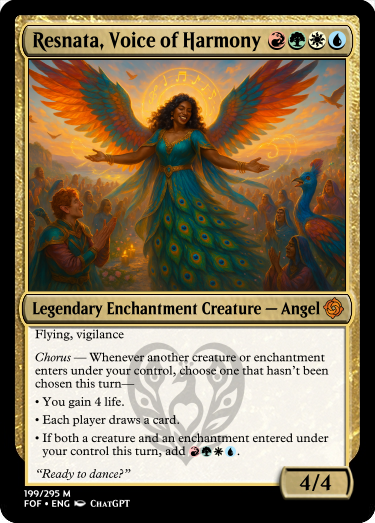 Resnata, Voice of Harmony
Legendary Enchantment Creature — Angel
Flying, vigilance
Chorus — Whenever another creature or enchantment
enters under your control, choose one that hasn't been
chosen this turn—
• You gain 4 life.
• Each player draws a card.
• If both a creature and an enchantment entered under
your control this turn, add .
“Ready to dance?”
4/4
199/295 M
FOF • ENG ChatGPT